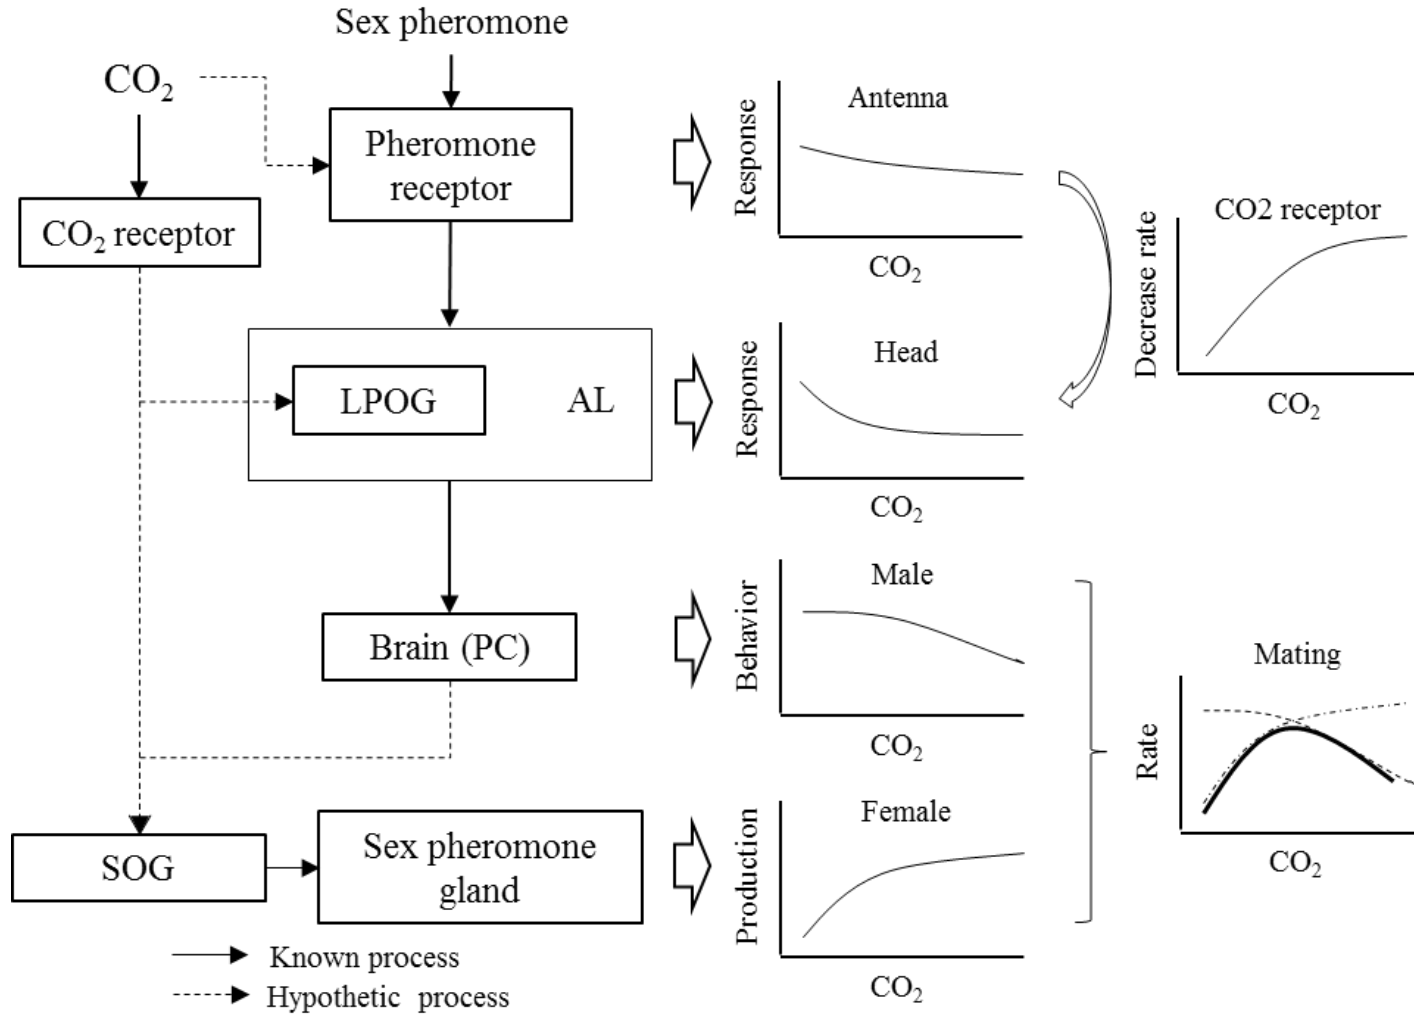 Sex pheromone
CO₂
Pheromone
receptor
CO₂ receptor
LPOG
AL
Brain (PC)
SOG
Sex pheromone
gland
Known process
Hypothetic process
Response
Antenna
CO₂
Response
Head
CO₂
Decrease rate
CO2 receptor
CO₂
Behavior
Male
CO₂
Production
Female
CO₂
Rate
Mating
CO₂